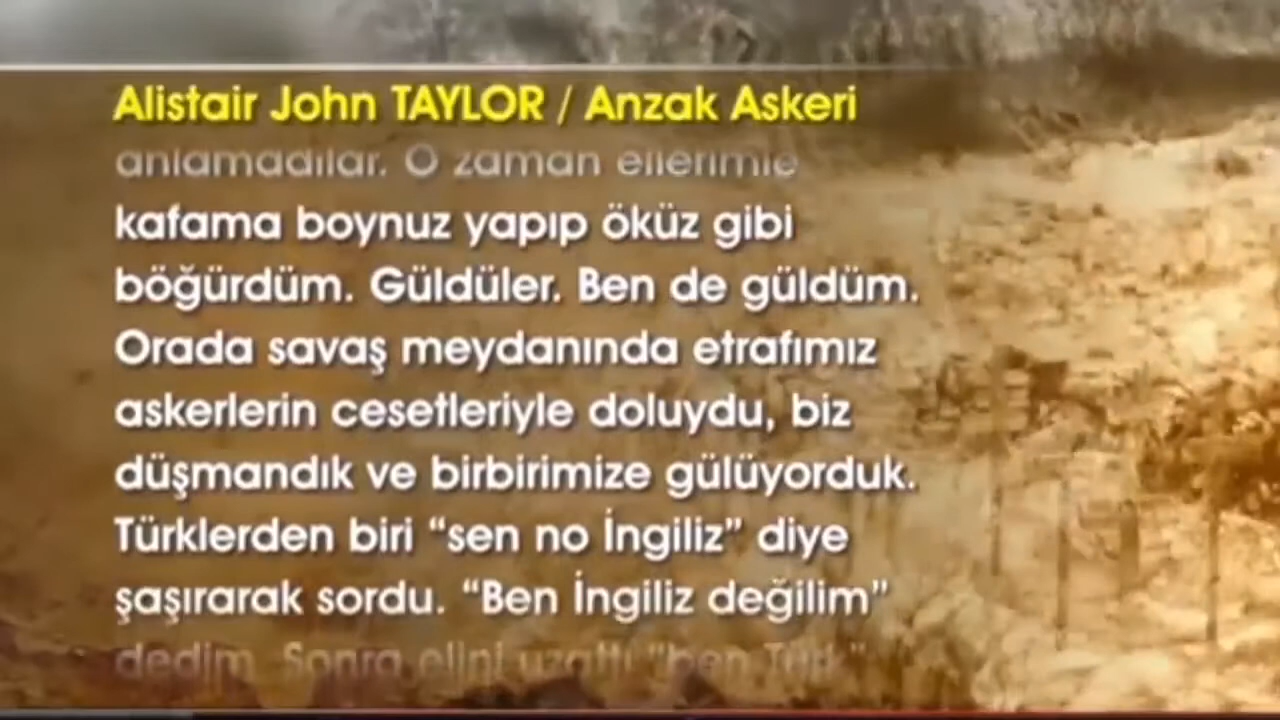 Alistair John TAYLOR / Anzak Askeri
anlamadılar. O zaman ellerimle
kafama boynuz yapıp öküz gibi
böğürdüm. Güldüler. Ben de güldüm.
Orada savaş meydanında etrafımız
askerlerin cesetleriyle doluydu, biz
düşmandık ve birbirimize gülüyorduk.
Türklerden biri “sen no İngiliz” diye
şaşırarak sordu. “Ben İngiliz değilim”
dedim. Sonra elini uzattı “ben Türk”